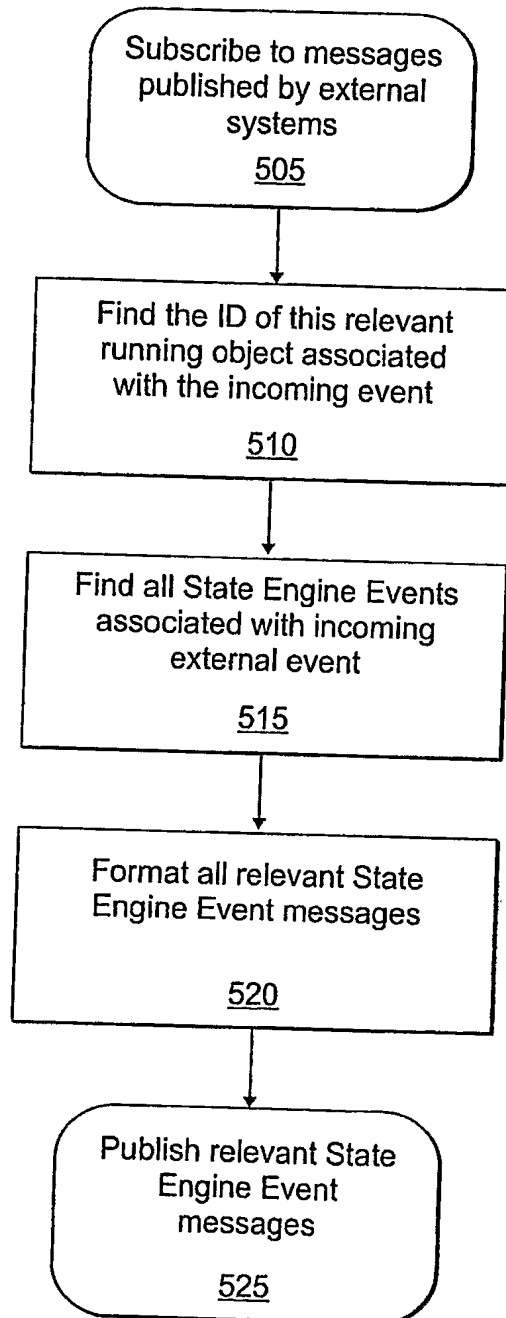 Subscribe to messages
published by external
systems
505
Find the ID of this relevant
running object associated
with the incoming event
510
Find all State Engine Events
associated with incoming
external event
515
Format all relevant State
Engine Event messages
520
Publish relevant State
Engine Event
messages
525